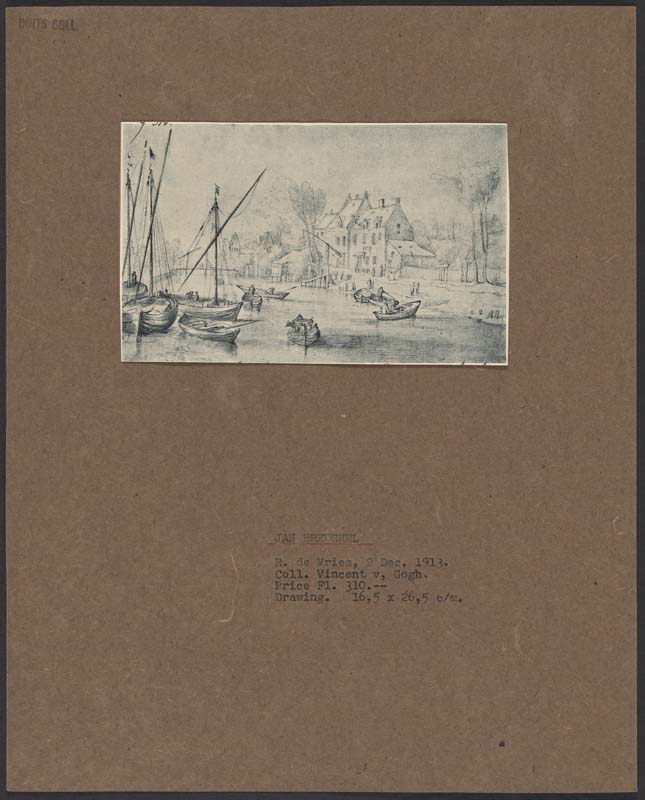 DUITS COLL.
JAN BREUGHEL
R. de Vries, 2 Dec. 1913.
Coll. Vincent v, Gogh.
Price Fl. 310.--
Drawing. 16,5 x 26,5 c/m.